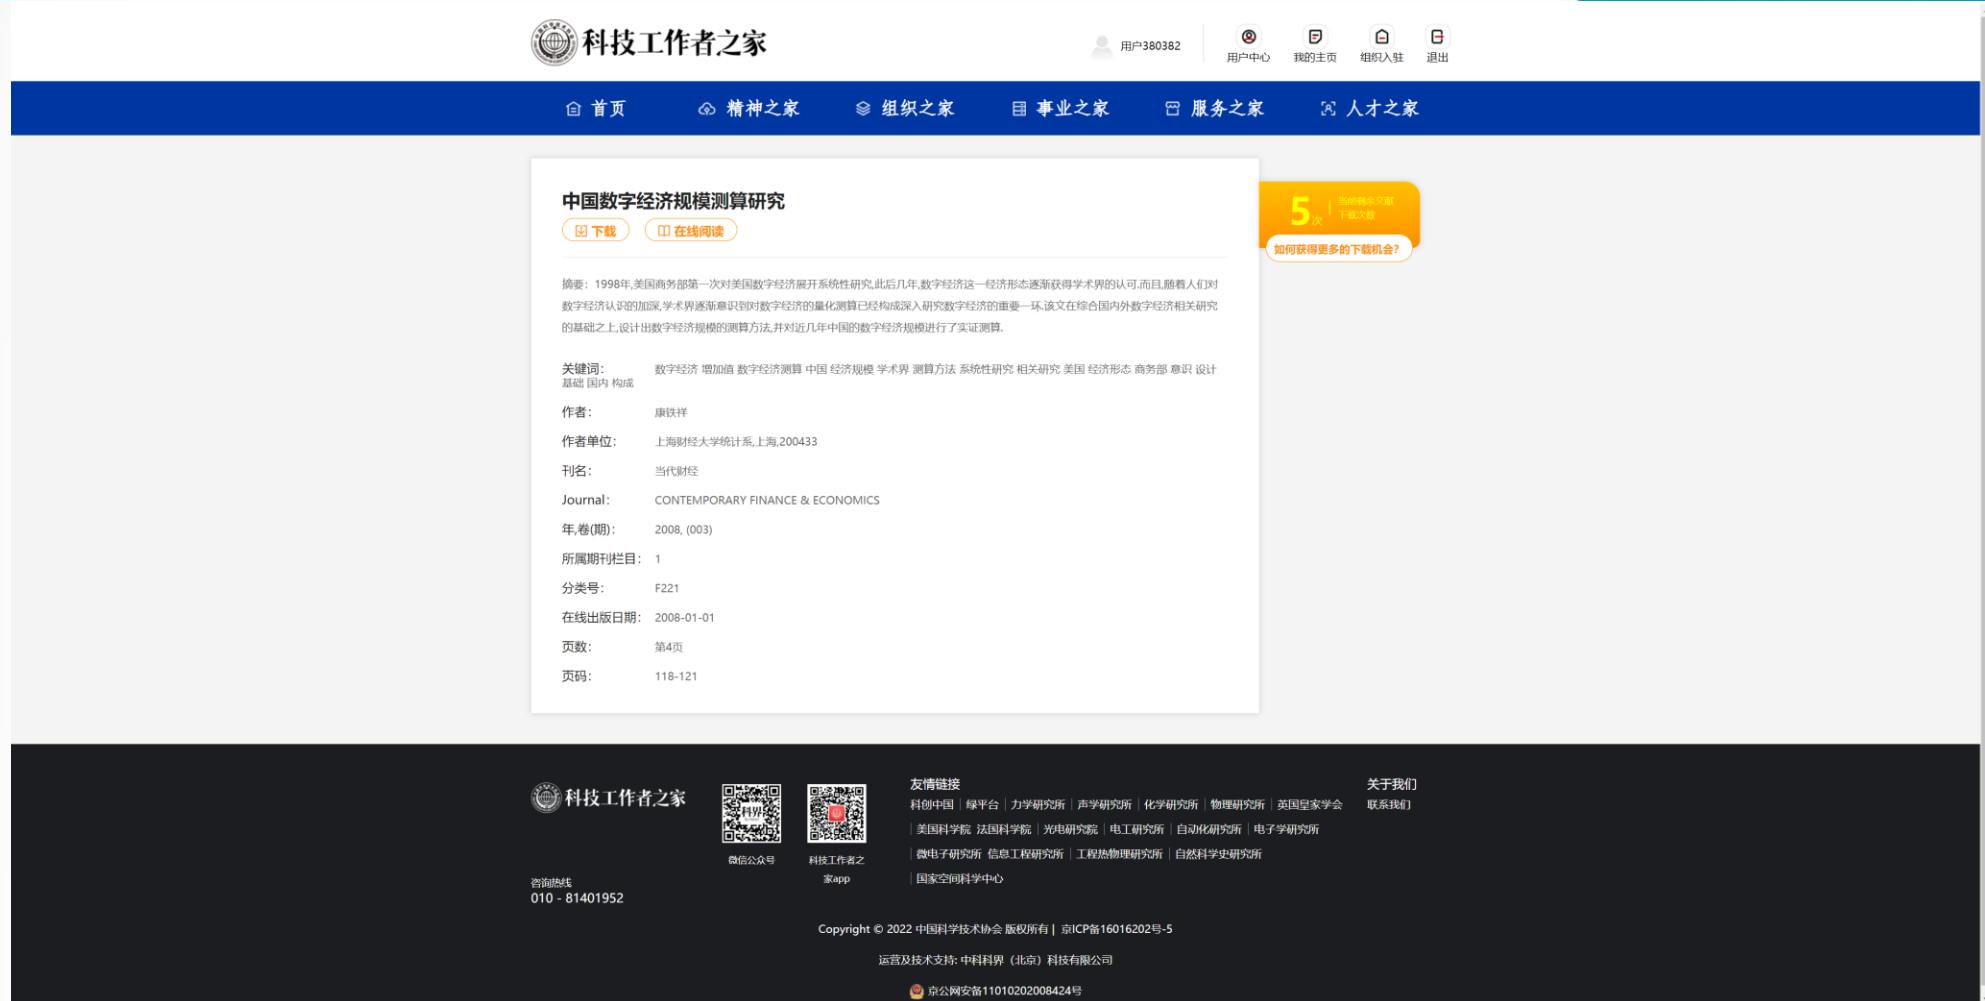 科技工作者之家
用户380382
用户中心
我的主页
组织入驻
退出
首页
精神之家
组织之家
事业之家
服务之家
人才之家
中国数字经济规模测算研究
下载
在线阅读
5次
当前剩余文献
下载次数
如何获得更多的下载机会?
摘要：1998年,美国商务部第一次对美国数字经济展开系统性研究,此后几年,数字经济这一经济形态逐渐获得学术界的认可.而且,随着人们对
数字经济认识的加深,学术界逐渐意识到对数字经济的量化测算已经构成深入研究数字经济的重要一环.该文在综合国内外数字经济相关研究
的基础之上,设计出数字经济规模的测算方法,并对近几年中国的数字经济规模进行了实证测算.
关键词： 数字经济 增加值 数字经济测算 中国 经济规模 学术界 测算方法 系统性研究 相关研究 美国 经济形态 商务部 意识 设计
基础 国内 构成
作者： 康铁祥
作者单位： 上海财经大学统计系,上海,200433
刊名： 当代财经
Journal： CONTEMPORARY FINANCE & ECONOMICS
年,卷(期)： 2008, (003)
所属期刊栏目： 1
分类号： F221
在线出版日期： 2008-01-01
页数： 第4页
页码： 118-121
科技工作者之家
咨询热线
010 - 81401952
科界
微信公众号
科技工作者之
家app
友情链接
科创中国 | 绿平台 | 力学研究所 | 声学研究所 | 化学研究所 | 物理研究所 | 英国皇家学会
| 美国科学院 法国科学院 | 光电研究院 | 电工研究所 | 自动化研究所 | 电子学研究所
| 微电子研究所 信息工程研究所 | 工程热物理研究所 | 自然科学史研究所
| 国家空间科学中心
关于我们
联系我们
Copyright © 2022 中国科学技术协会 版权所有 | 京ICP备16016202号-5
运营及技术支持: 中科科界（北京）科技有限公司
京公网安备11010202008424号